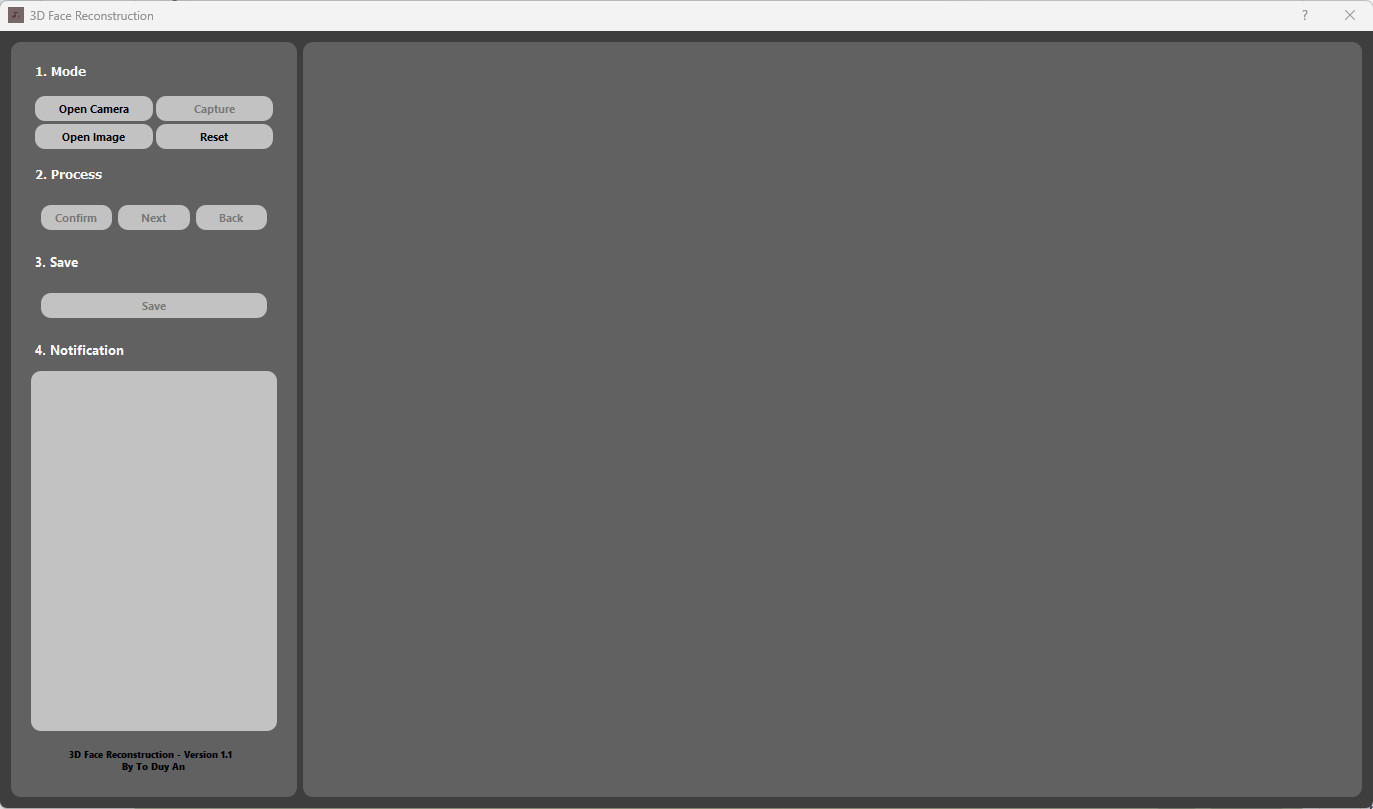 3D Face Reconstruction
?
1. Mode
Open Camera Capture
Open Image Reset
2. Process
Confirm Next Back
3. Save
Save
4. Notification
3D Face Reconstruction - Version 1.1
By To Duy An